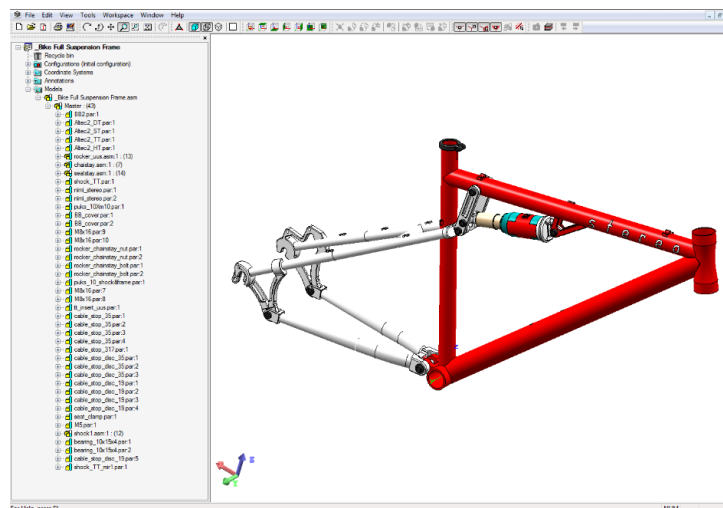 File Edit View Tools Workspace Window Help
_Bike Full Suspension Frame
Recycle bin
Configurations (Initial configuration)
Coordinate Systems
Annotations
Models
_Bike Full Suspension Frame.asm
Master : (43)
BB2.par:1
Altec2_DT.par:1
Altec2_ST.par:1
Altec2_TT.par:1
Altec2_HT.par:1
rocker_uus.asm:1 : (13)
chaistay.asm:1 : (7)
seatstay.asm:1 : (14)
shock_TT.par:1
nimi_stereo.par:1
nimi_stereo.par:2
puks_10Xlm10.par:1
BB_cover.par:1
BB_cover.par:2
M8x16.par:9
M8x16.par:10
rocker_chainstay_nut.par:1
rocker_chainstay_nut.par:2
rocker_chainstay_bolt.par:1
rocker_chainstay_bolt.par:2
puks_10_shock&frame.par:1
M8x16.par:7
M8x16.par:8
tt_insert_uus.par:1
cable_stop_35.par:1
cable_stop_35.par:2
cable_stop_35.par:3
cable_stop_35.par:4
cable_stop_317.par:1
cable_stop_disc_35.par:1
cable_stop_disc_35.par:2
cable_stop_disc_35.par:3
cable_stop_disc_19.par:1
cable_stop_disc_19.par:2
cable_stop_disc_19.par:3
cable_stop_disc_19.par:4
seat_clamp.par:1
M5.par:1
shock1.asm:1 : (12)
bearing_10x15x4.par:1
bearing_10x15x4.par:2
cable_stop_disc_19.par:5
shock_TT_mir1.par:1
stereo